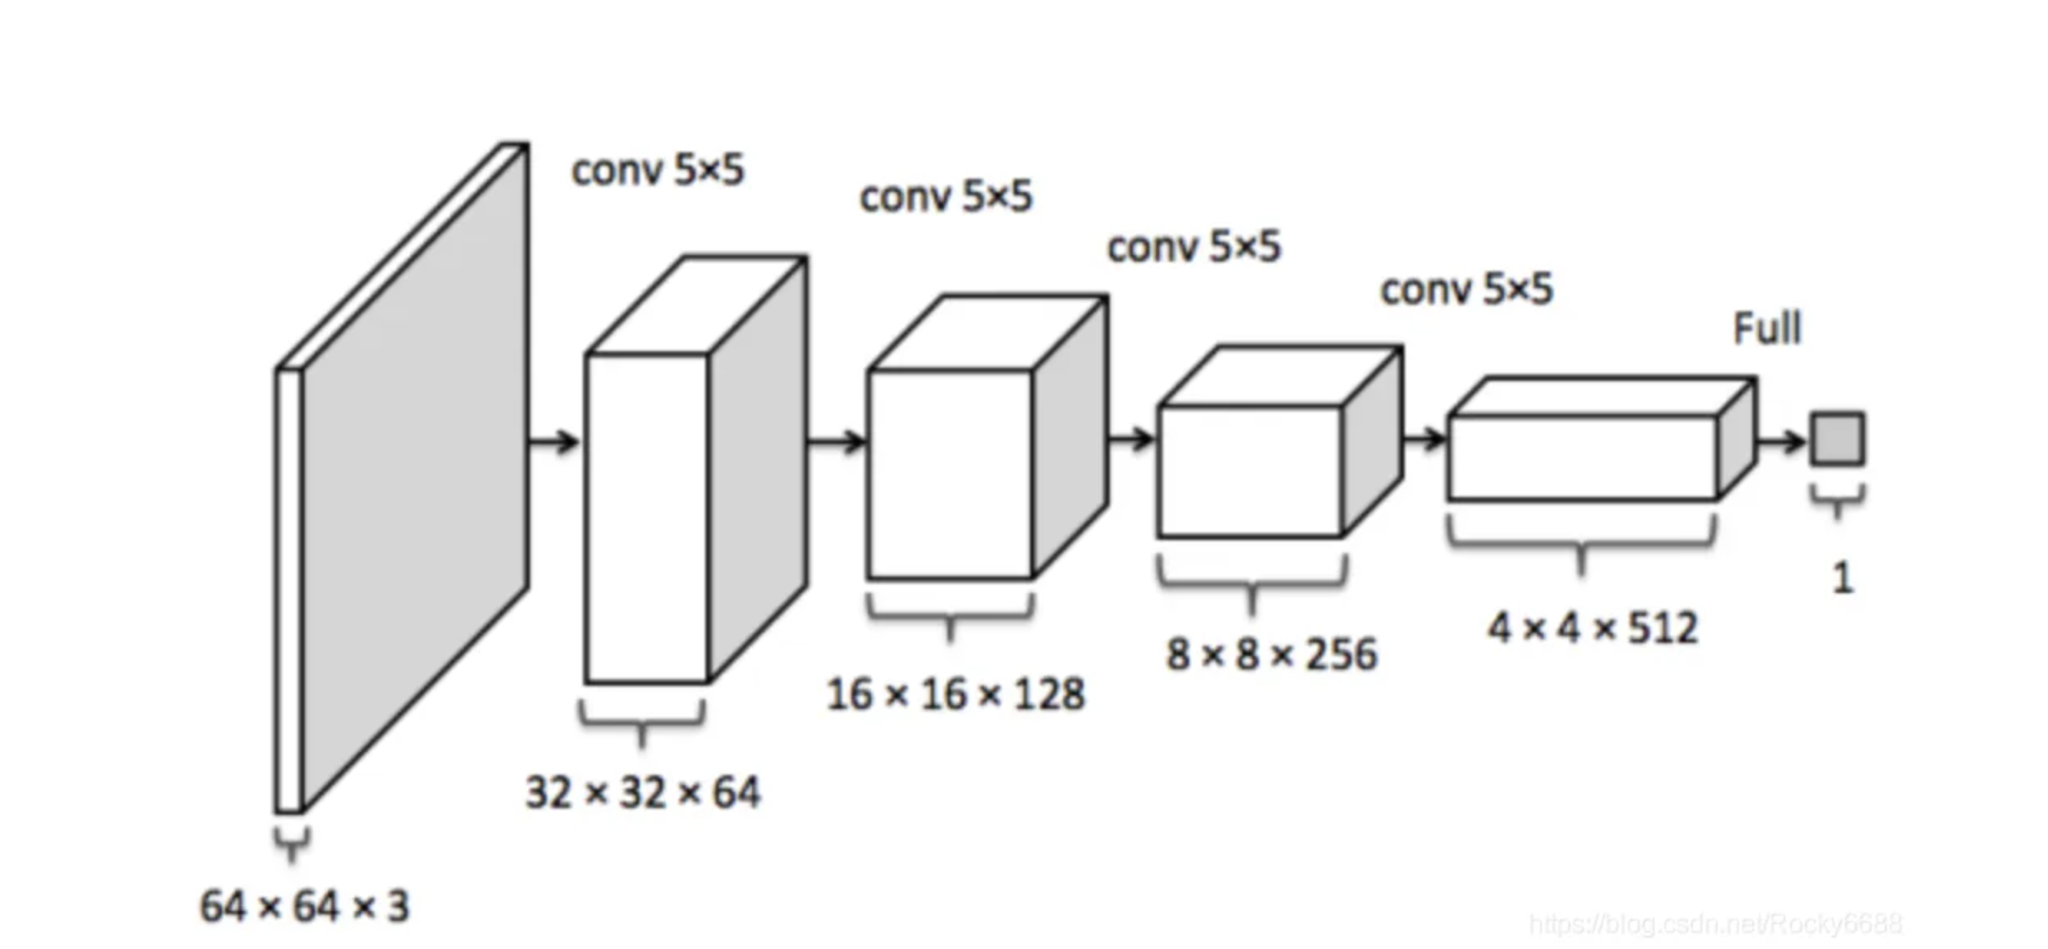 conv 5×5
conv 5×5
conv 5×5
conv 5×5
Full
1
4 × 4 × 512
8 × 8 × 256
16 × 16 × 128
32 × 32 × 64
64 × 64 × 3
https://blog.csdn.net/Rocky6688